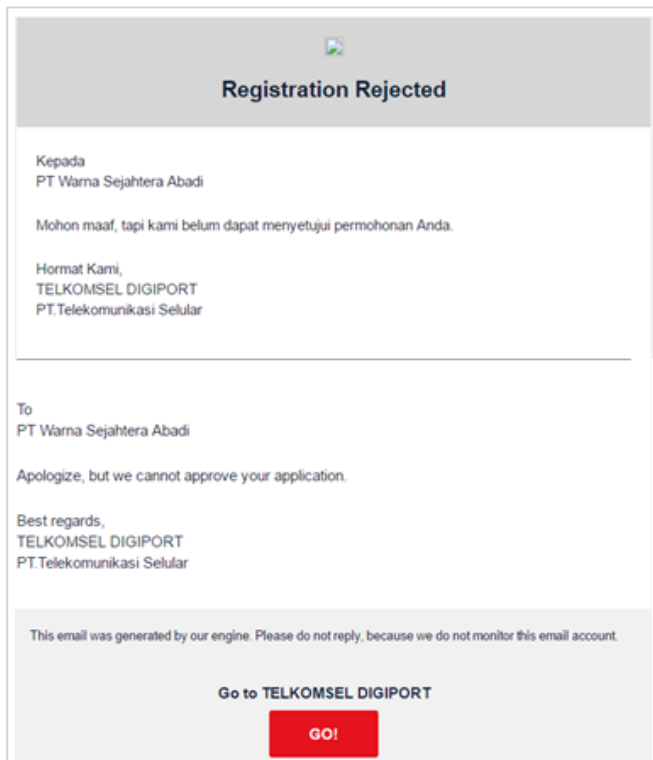 Registration Rejected
Kepada
PT Warna Sejahtera Abadi
Mohon maaf, tapi kami belum dapat menyetujui permohonan Anda.
Hormat Kami,
TELKOMSEL DIGIPORT
PT.Telekomunikasi Selular
To
PT Warna Sejahtera Abadi
Apologize, but we cannot approve your application.
Best regards,
TELKOMSEL DIGIPORT
PT.Telekomunikasi Selular
This email was generated by our engine. Please do not reply, because we do not monitor this email account.
Go to TELKOMSEL DIGIPORT
GO!